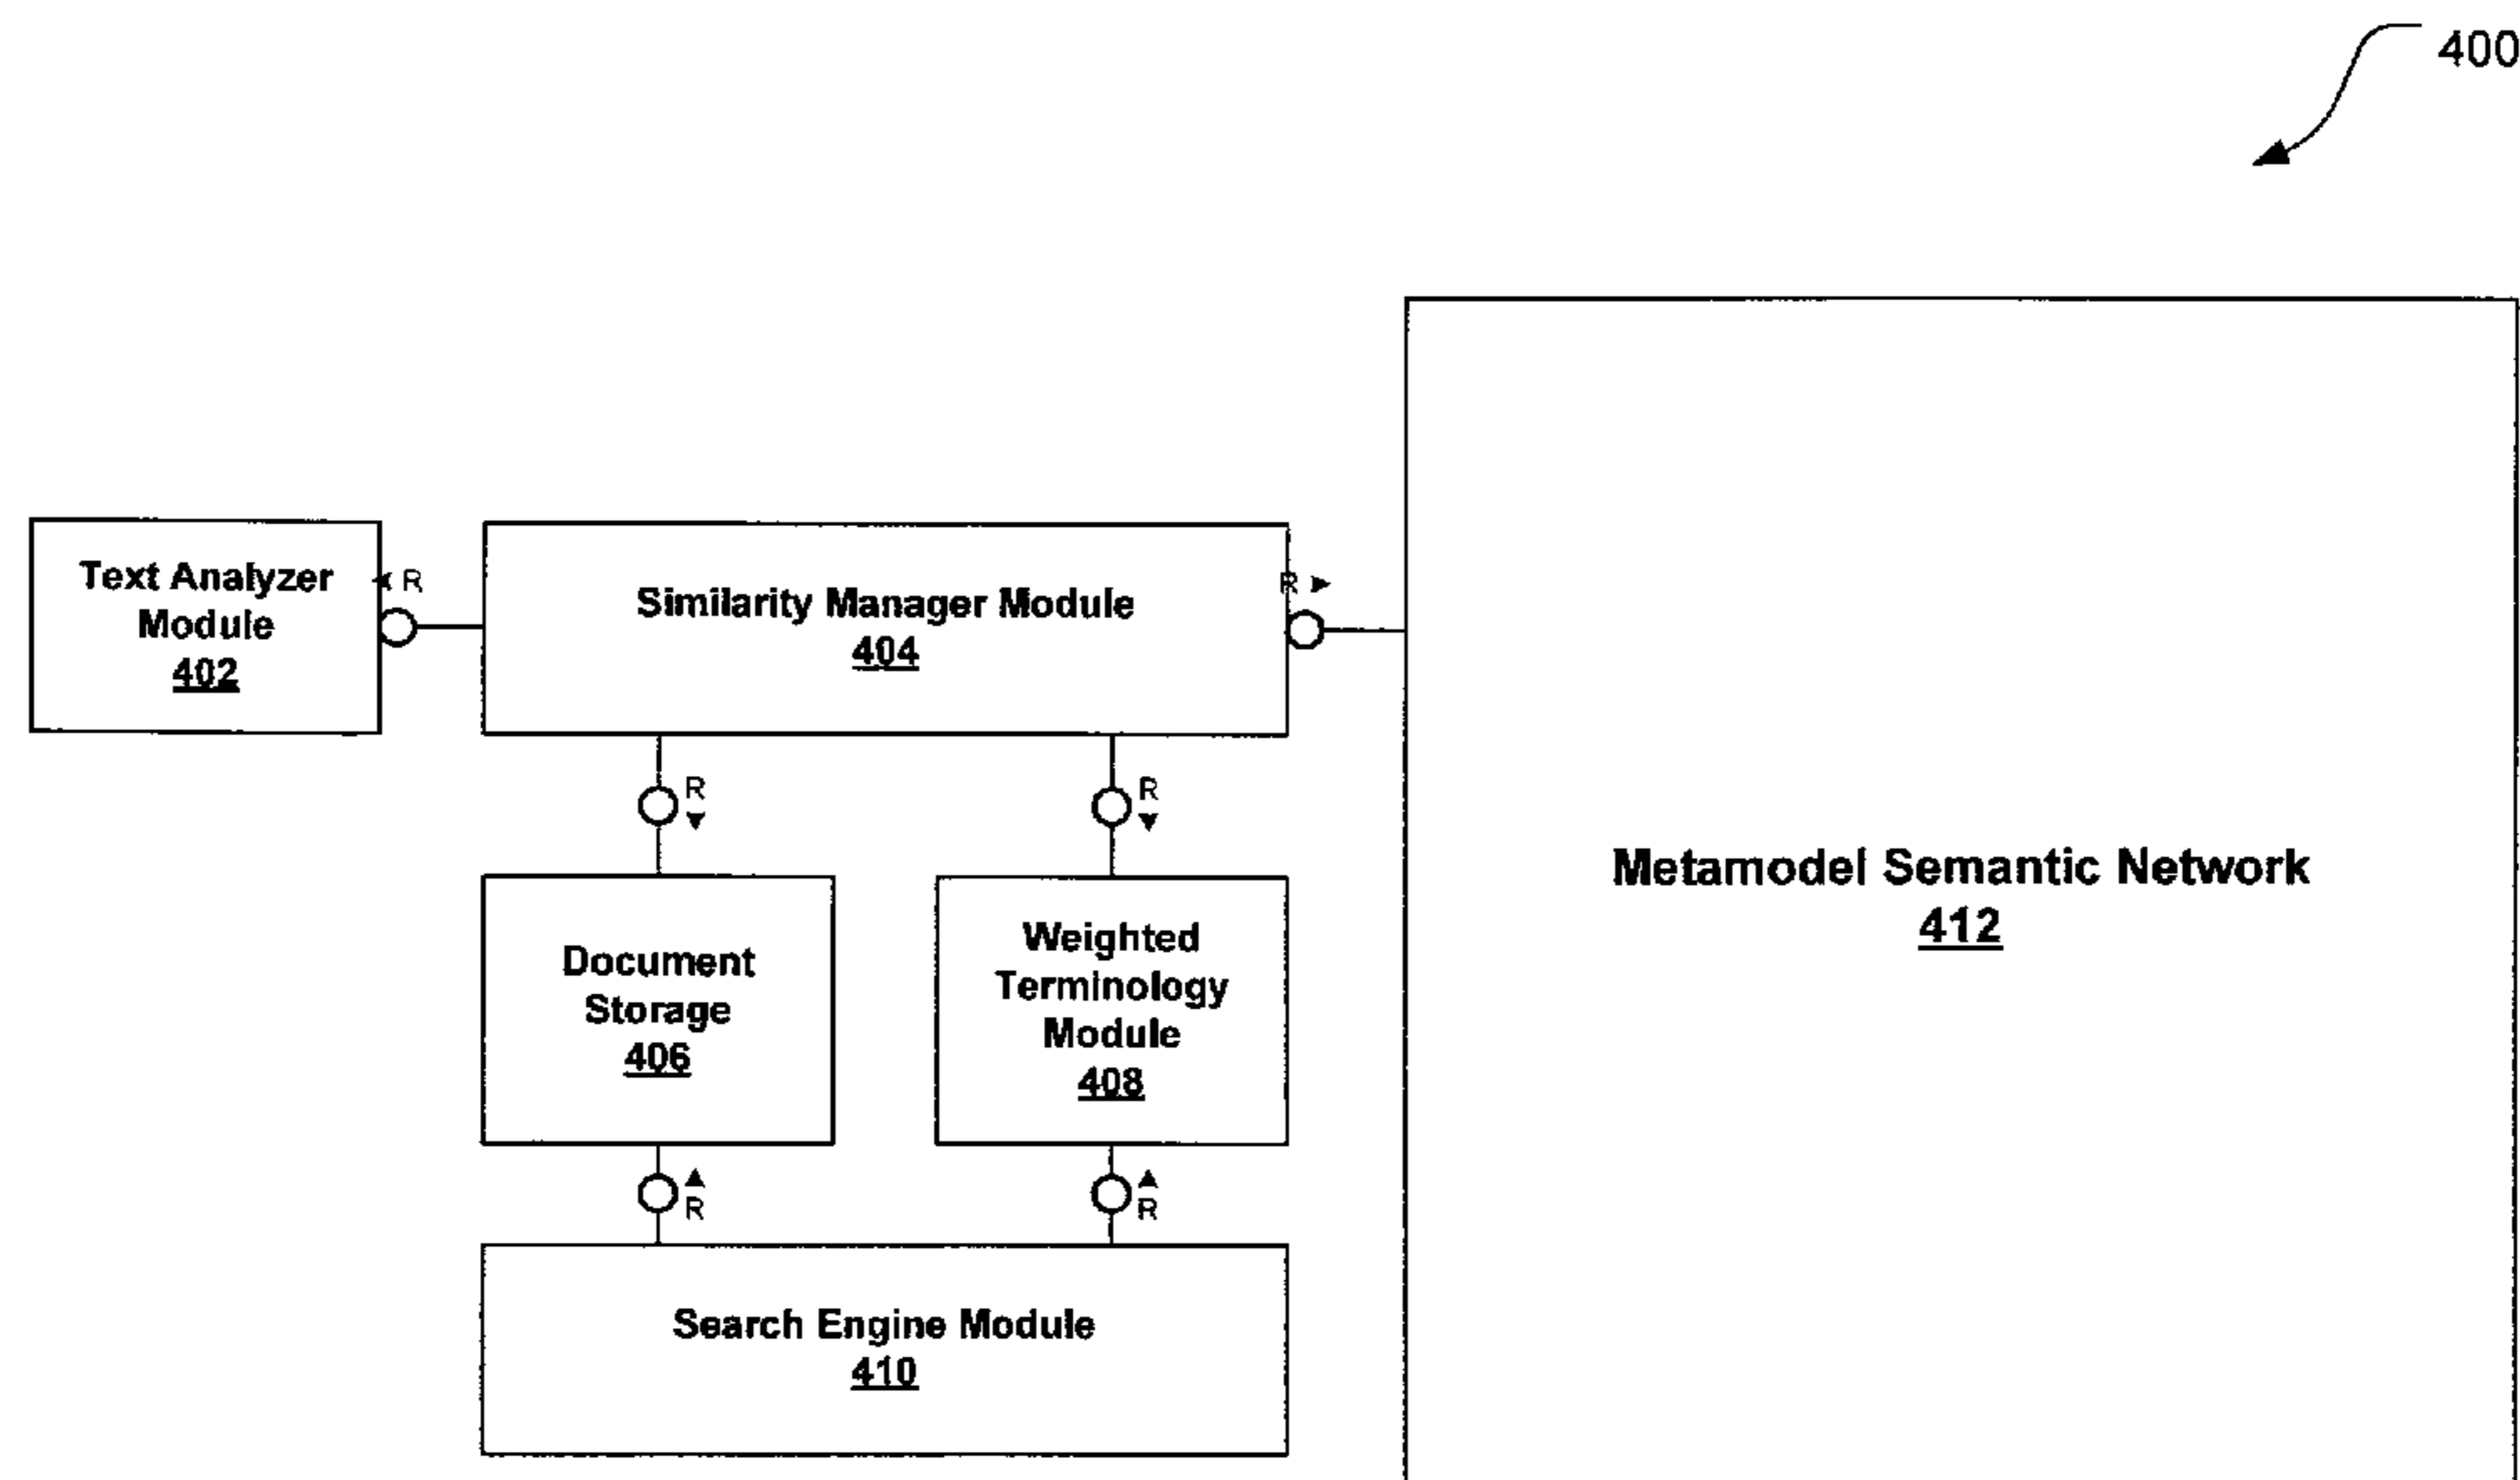 400
Text Analyzer
Module
402
◄ R
Similarity Manager Module
404
R ►
R
▼
R
▼
Document
Storage
406
Weighted
Terminology
Module
408
Metamodel Semantic Network
412
▲
R
▲
R
Search Engine Module
410